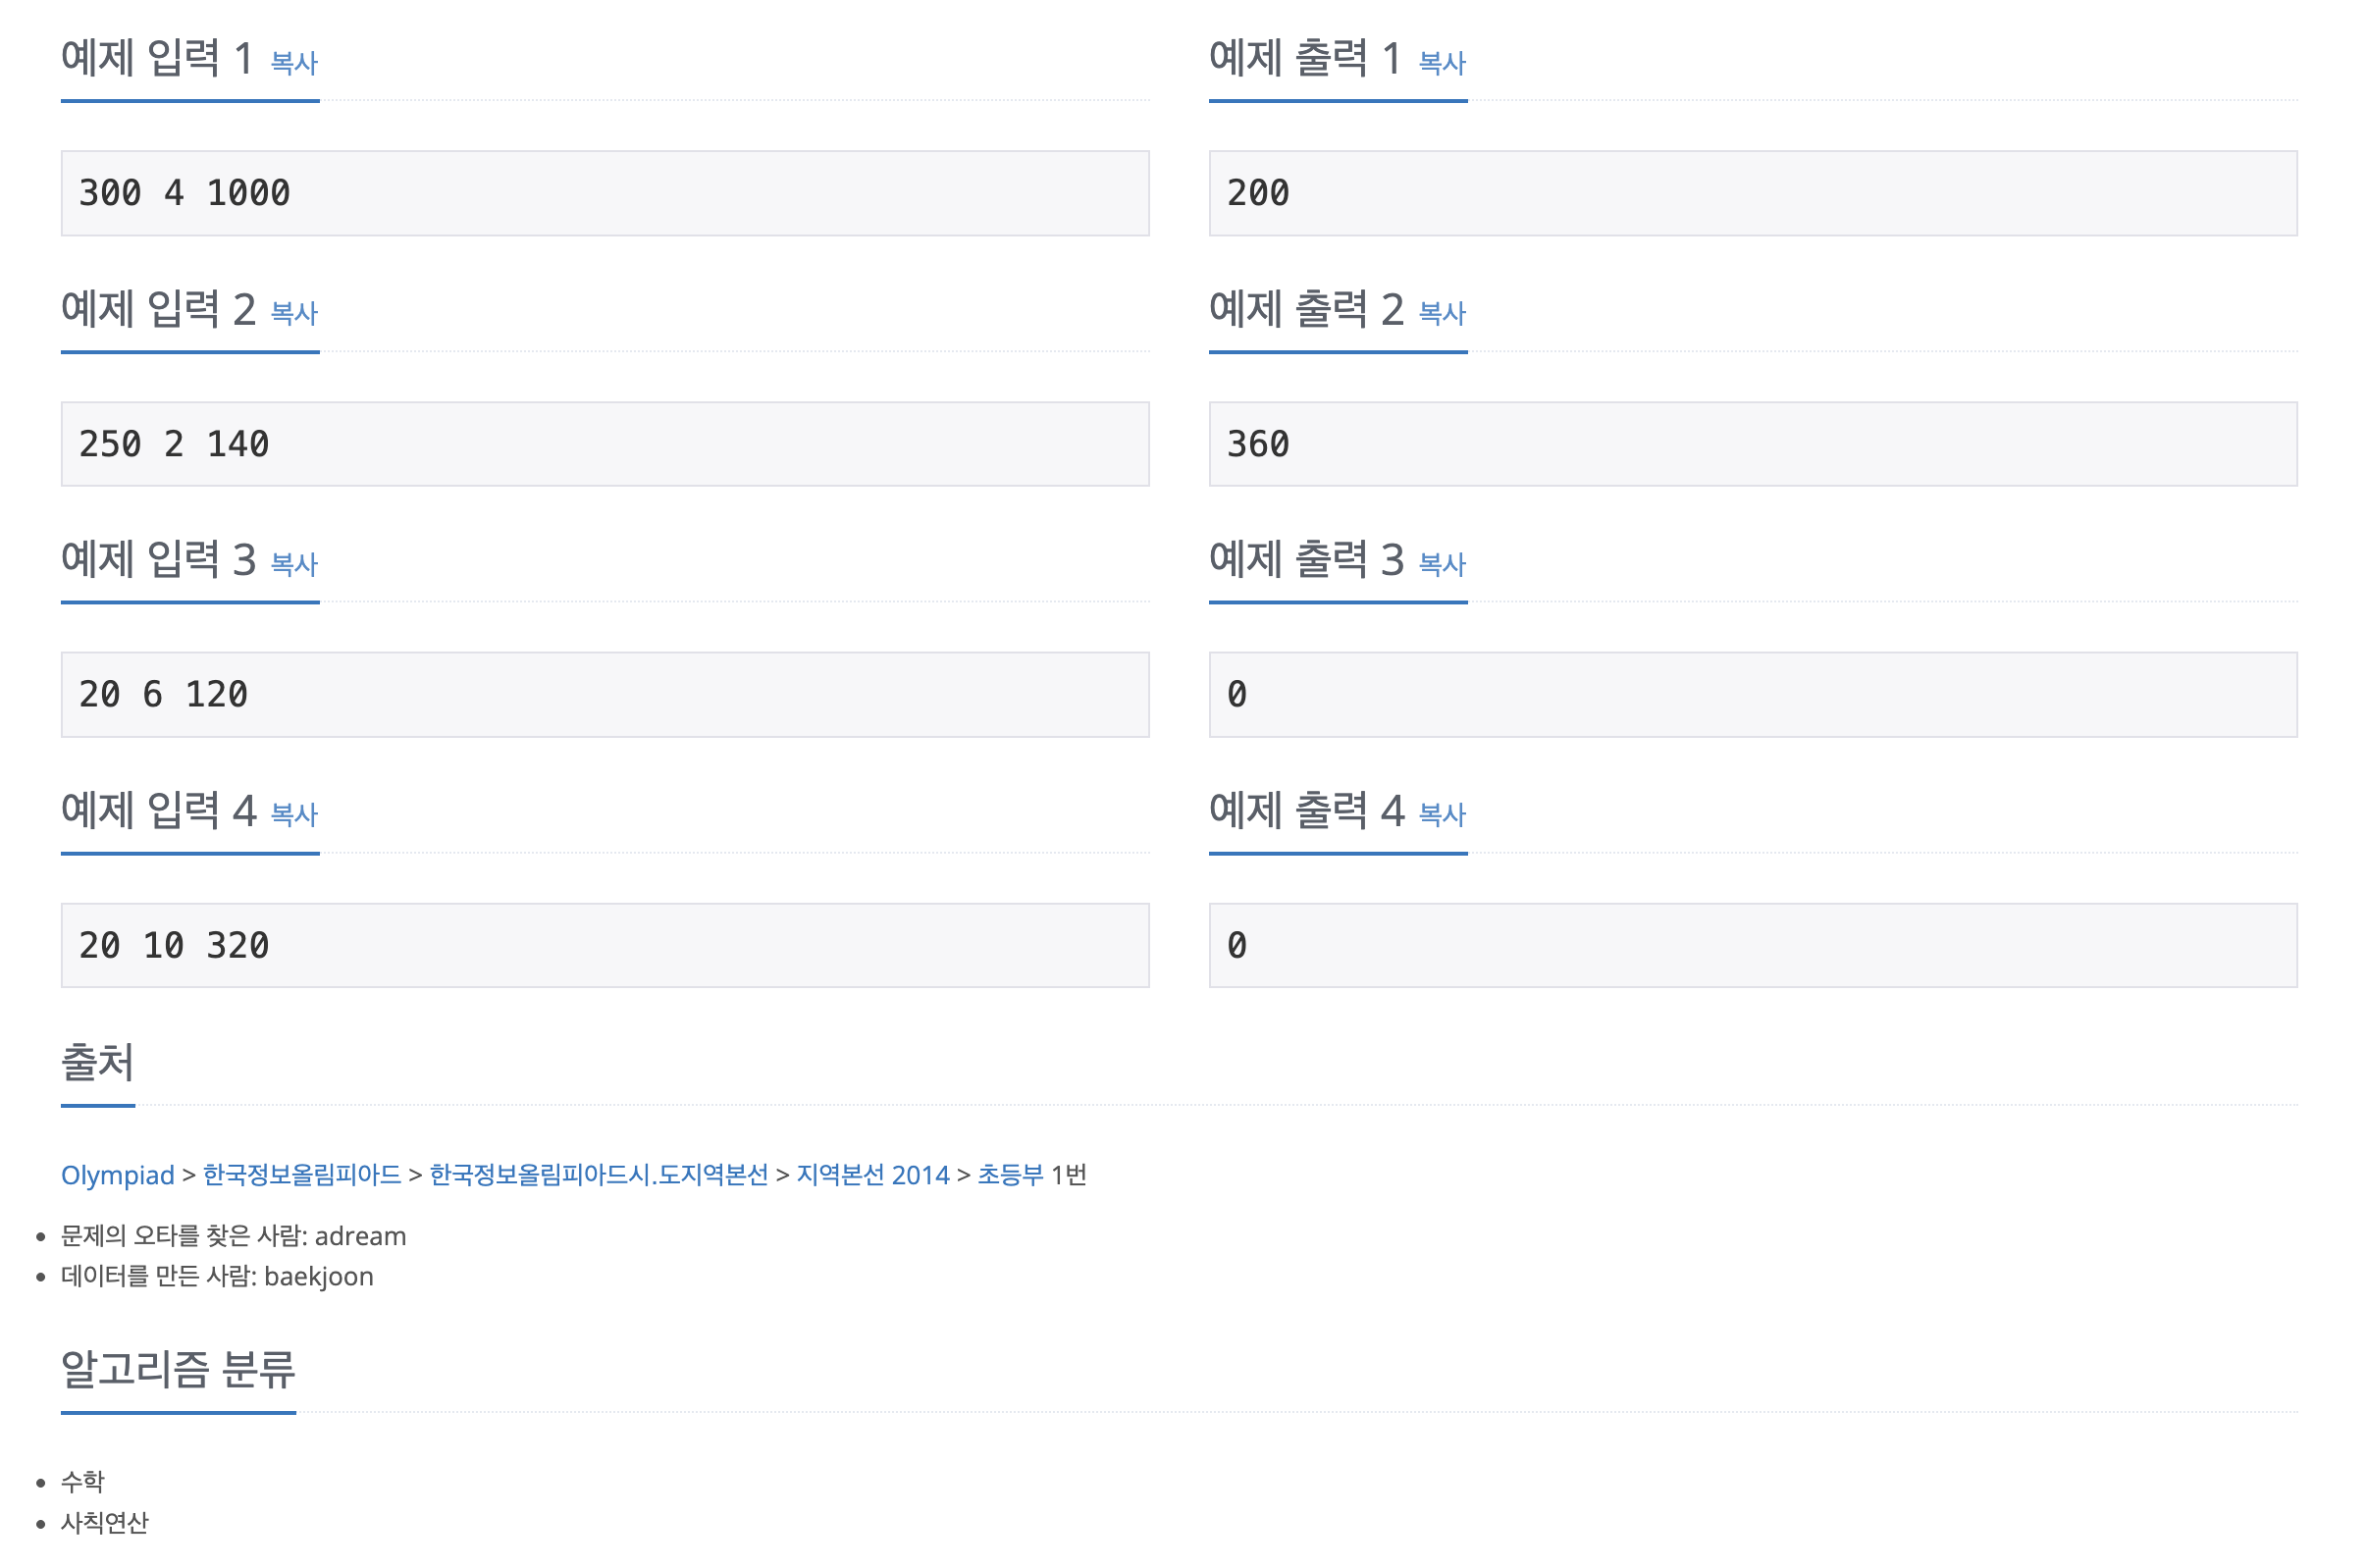 예제 입력 1 복사
예제 출력 1 복사
300 4 1000
200
예제 입력 2 복사
예제 출력 2 복사
250 2 140
360
예제 입력 3 복사
예제 출력 3 복사
20 6 120
0
예제 입력 4 복사
예제 출력 4 복사
20 10 320
0
출처
Olympiad > 한국정보올림피아드 > 한국정보올림피아드시.도지역본선 > 지역본선 2014 > 초등부 1번
문제의 오타를 찾은 사람: adream
데이터를 만든 사람: baekjoon
알고리즘 분류
수학
사칙연산